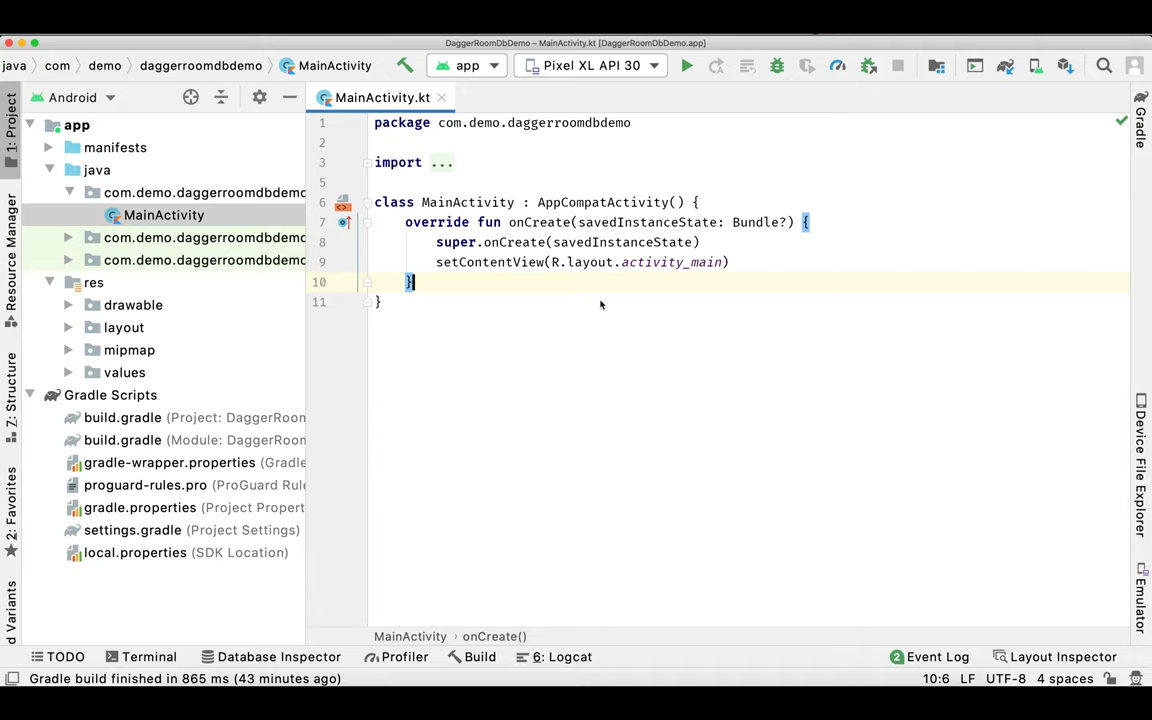 DaggerRoomDbDemo – MainActivity.kt [DaggerRoomDbDemo.app]
java com demo daggerroomdbdemo MainActivity app Pixel XL API 30
Android MainActivity.kt
1: Project
Resource Manager
Z: Structure
2: Favorites
d Variants
app
manifests
java
com.demo.daggerroomdbdemo
MainActivity
com.demo.daggerroomdbdemo
com.demo.daggerroomdbdemo
res
drawable
layout
mipmap
values
Gradle Scripts
build.gradle (Project: DaggerRoom
build.gradle (Module: DaggerRoom
gradle-wrapper.properties (Gradle
proguard-rules.pro (ProGuard Rule
gradle.properties (Project Propert
settings.gradle (Project Settings)
local.properties (SDK Location)
1 package com.demo.daggerroomdbdemo
2
3 import ...
5
6 class MainActivity : AppCompatActivity() {
7 override fun onCreate(savedInstanceState: Bundle?) {
8 super.onCreate(savedInstanceState)
9 setContentView(R.layout.activity_main)
10 }
11 }
Gradle
Device File Explorer
Emulator
MainActivity › onCreate()
TODO Terminal Database Inspector Profiler Build 6: Logcat 2 Event Log Layout Inspector
Gradle build finished in 865 ms (43 minutes ago) 10:6 LF UTF-8 4 spaces